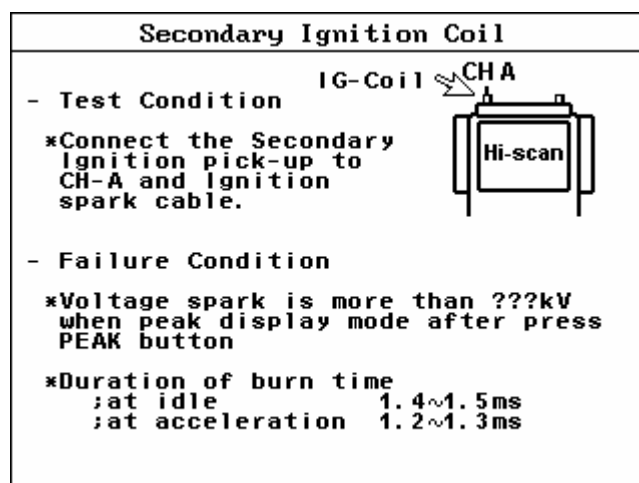 Secondary Ignition Coil
IG-Coil CH A
- Test Condition
*Connect the Secondary
Ignition pick-up to
CH-A and Ignition
spark cable.
Hi-scan
- Failure Condition
*Voltage spark is more than ???kV
when peak display mode after press
PEAK button
*Duration of burn time
;at idle 1.4~1.5ms
;at acceleration 1.2~1.3ms